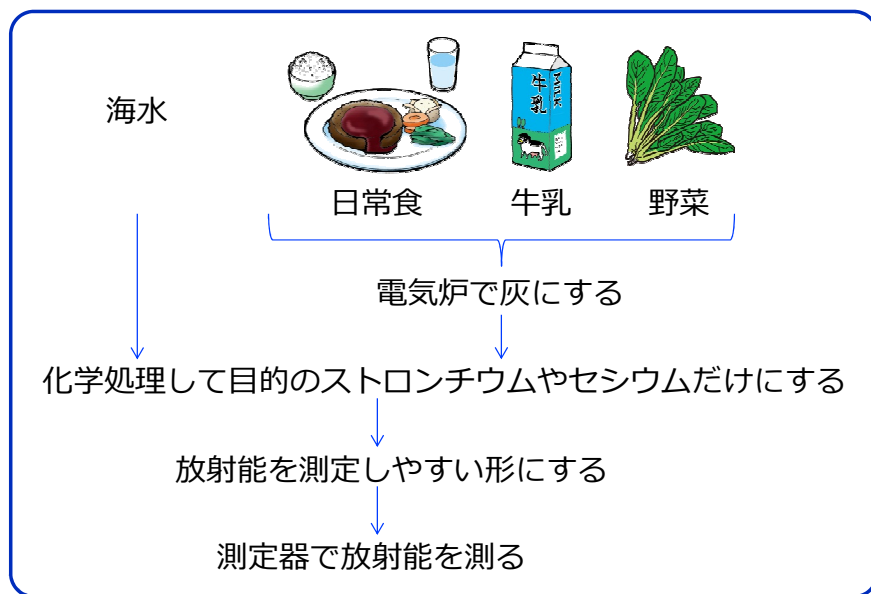 海水
牛乳
MILK
日常食
牛乳
野菜
電気炉で灰にする
化学処理して目的のストロンチウムやセシウムだけにする
放射能を測定しやすい形にする
測定器で放射能を測る